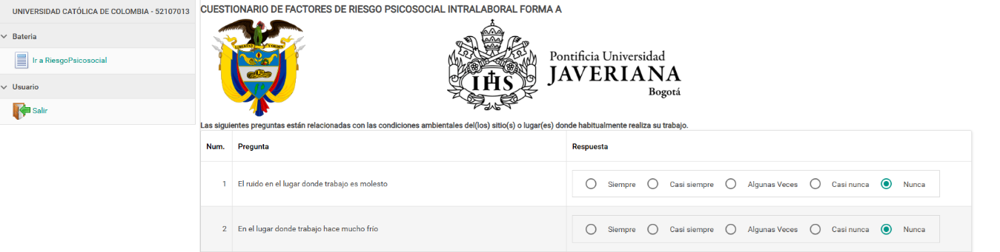 UNIVERSIDAD CATÓLICA DE COLOMBIA - 52107013
Bateria
Ir a RiesgoPsicosocial
Usuario
Salir
CUESTIONARIO DE FACTORES DE RIESGO PSICOSOCIAL INTRALABORAL FORMA A
LIBERTAD Y ORDEN
IHS
Pontificia Universidad
JAVERIANA
Bogotá
Las siguientes preguntas están relacionadas con las condiciones ambientales del(los) sitio(s) o lugar(es) donde habitualmente realiza su trabajo.
Num. Pregunta Respuesta
1 El ruido en el lugar donde trabajo es molesto Siempre Casi siempre Algunas Veces Casi nunca Nunca
2 En el lugar donde trabajo hace mucho frío Siempre Casi siempre Algunas Veces Casi nunca Nunca